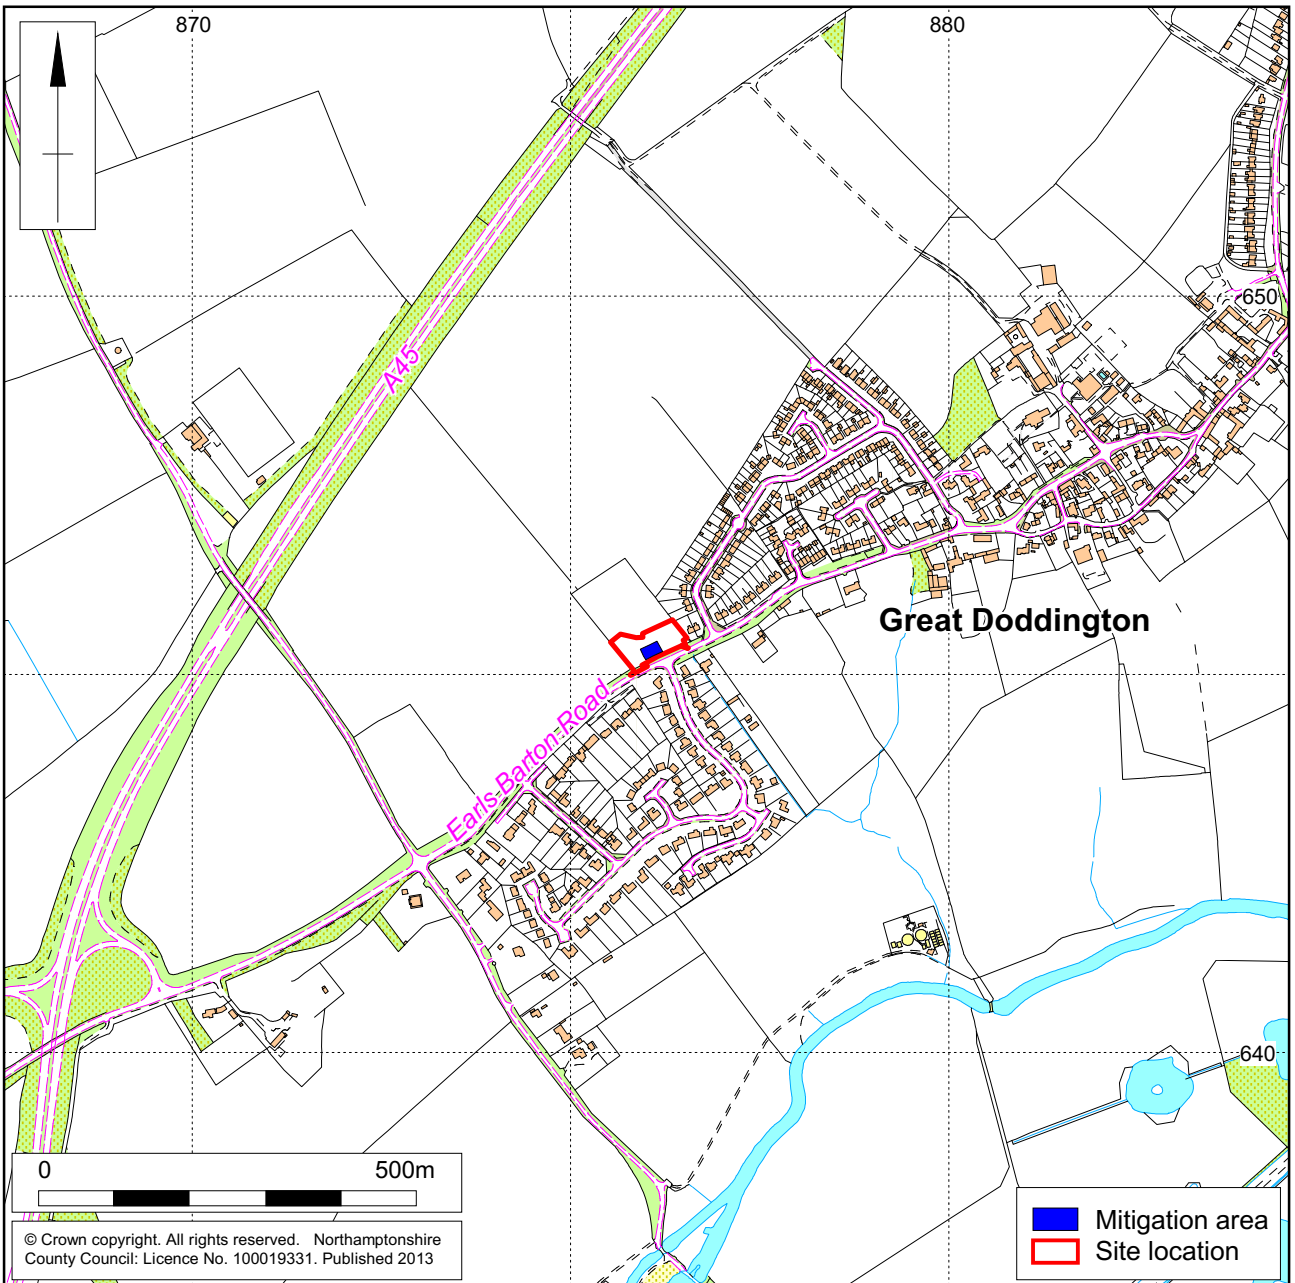 870
880
650
A45
Great Doddington
Earls Barton Road
640
0 500m
© Crown copyright. All rights reserved. Northamptonshire
County Council: Licence No. 100019331. Published 2013
Mitigation area
Site location